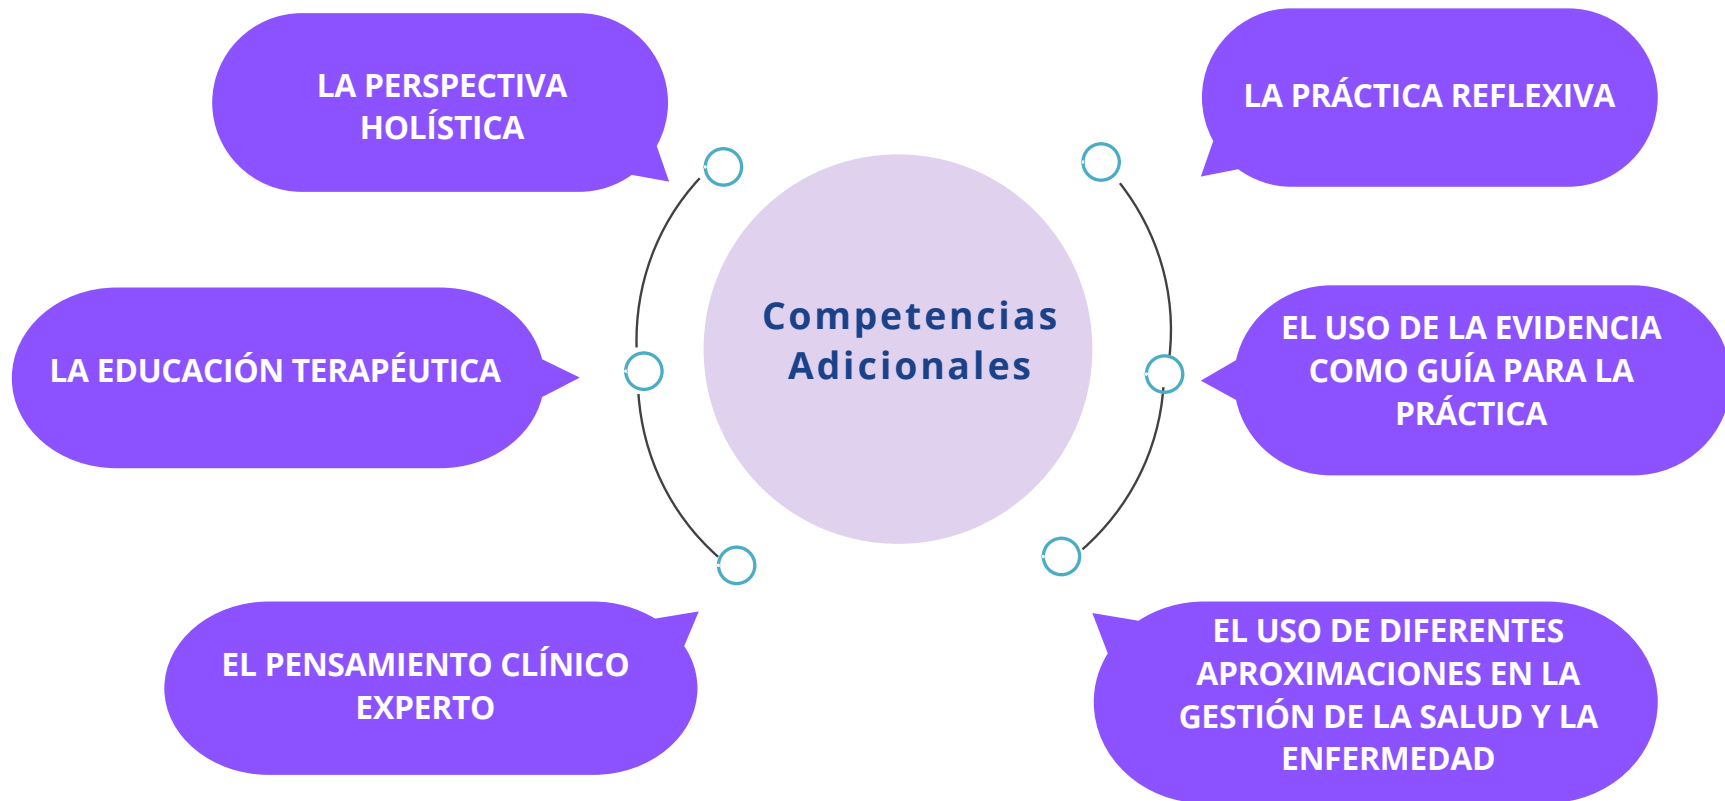 LA PERSPECTIVA
HOLÍSTICA
LA PRÁCTICA REFLEXIVA
Competencias
Adicionales
LA EDUCACIÓN TERAPÉUTICA
EL USO DE LA EVIDENCIA
COMO GUÍA PARA LA
PRÁCTICA
EL PENSAMIENTO CLÍNICO
EXPERTO
EL USO DE DIFERENTES
APROXIMACIONES EN LA
GESTIÓN DE LA SALUD Y LA
ENFERMEDAD